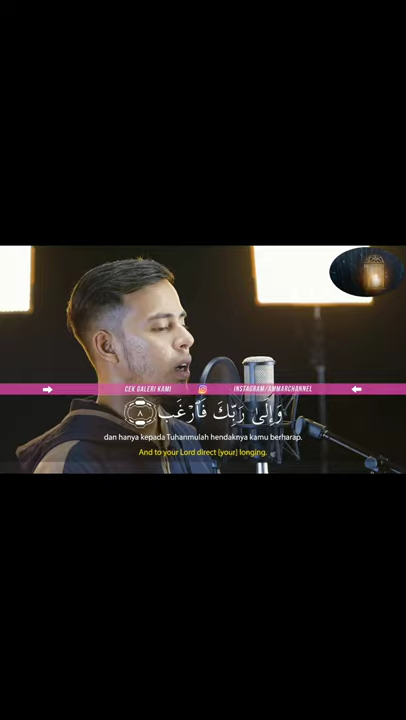 CEK GALERI KAMI INSTAGRAM/AMMARCHANNEL
وَإِلَىٰ رَبِّكَ فَٱرْغَب ٨
dan hanya kepada Tuhanmulah hendaknya kamu berharap.
And to your Lord direct [your] longing.